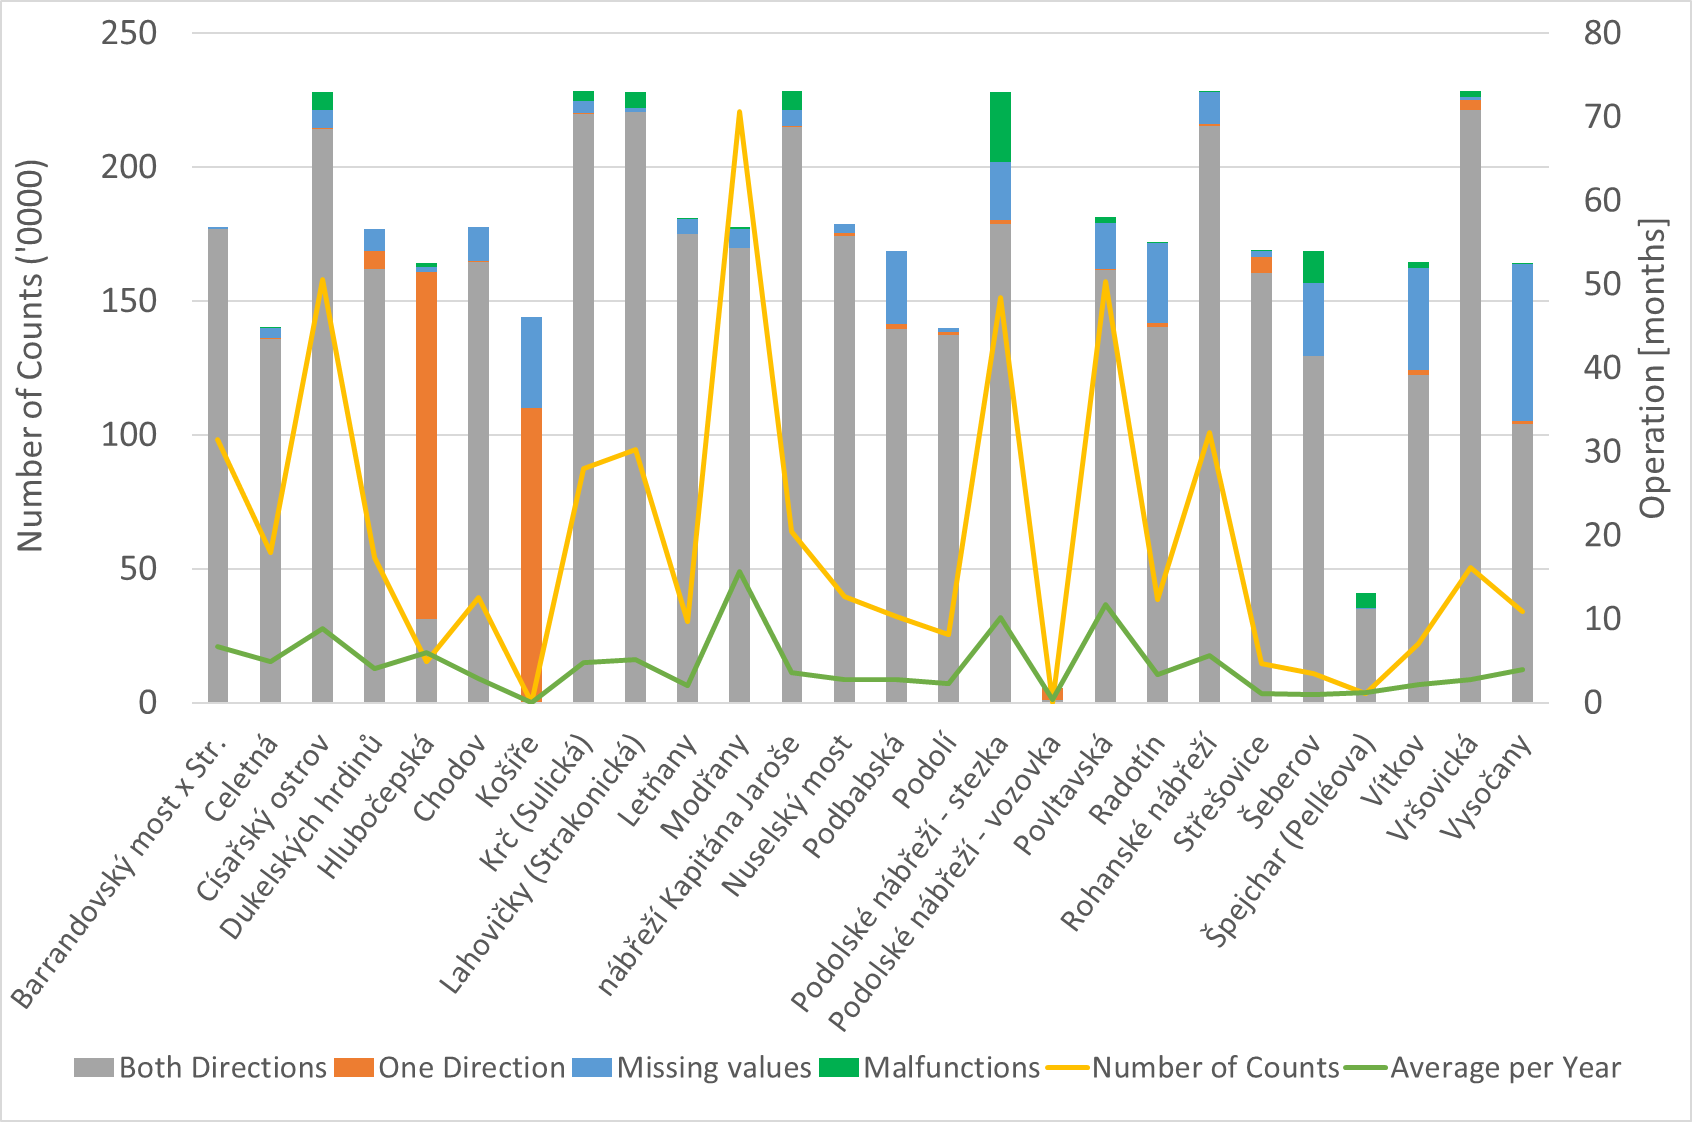 250
200
150
100
50
0
Number of Counts ('0000)
80
70
60
50
40
30
20
10
0
Operation [months]
Barrandovský most x Str.
Celetná
Císařský ostrov
Dukelských hrdinů
Hlubočepská
Chodov
Košíře
Krč (Sulická)
Lahovičky (Strakonická)
Letňany
Modřany
nábřeží Kapitána Jaroše
Nuselský most
Podbabská
Podolí
Podolské nábřeží - stezka
Podolské nábřeží - vozovka
Povltavská
Radotín
Rohanské nábřeží
Střešovice
Šeberov
Špejchar (Pelléova)
Vítkov
Vršovická
Vysočany
Both Directions One Direction Missing values Malfunctions Number of Counts Average per Year